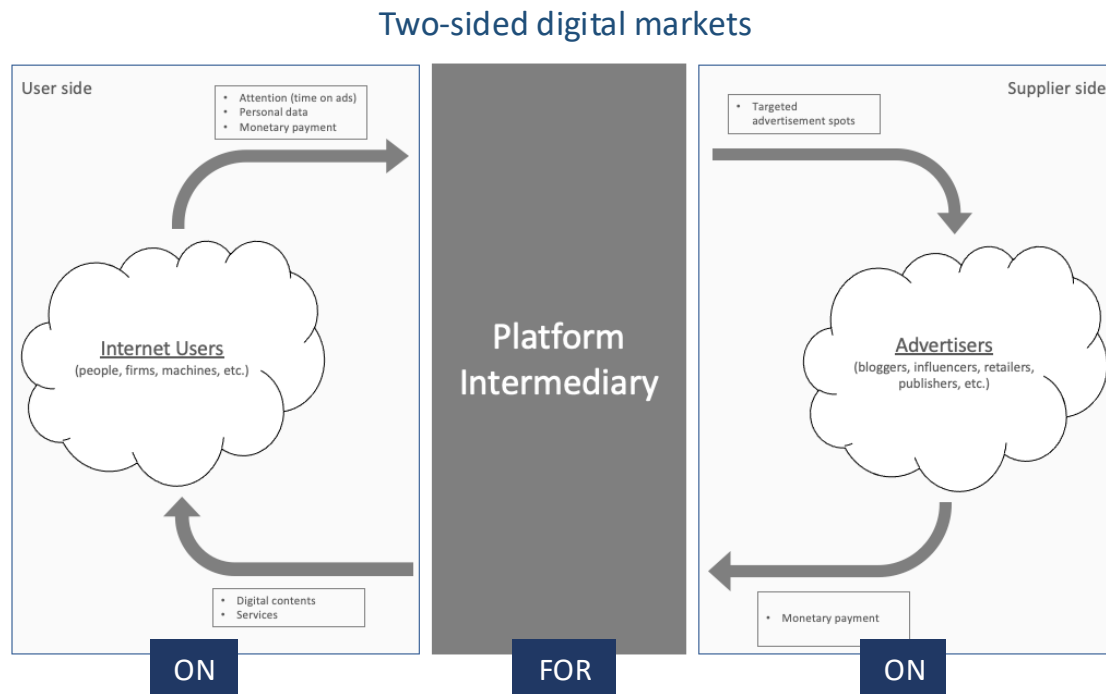 Two-sided digital markets
User side
• Attention (time on ads)
• Personal data
• Monetary payment
Internet Users
(people, firms, machines, etc.)
• Digital contents
• Services
ON
Platform
Intermediary
FOR
Supplier side
• Targeted
advertisement spots
Advertisers
(bloggers, influencers, retailers,
publishers, etc.)
• Monetary payment
ON